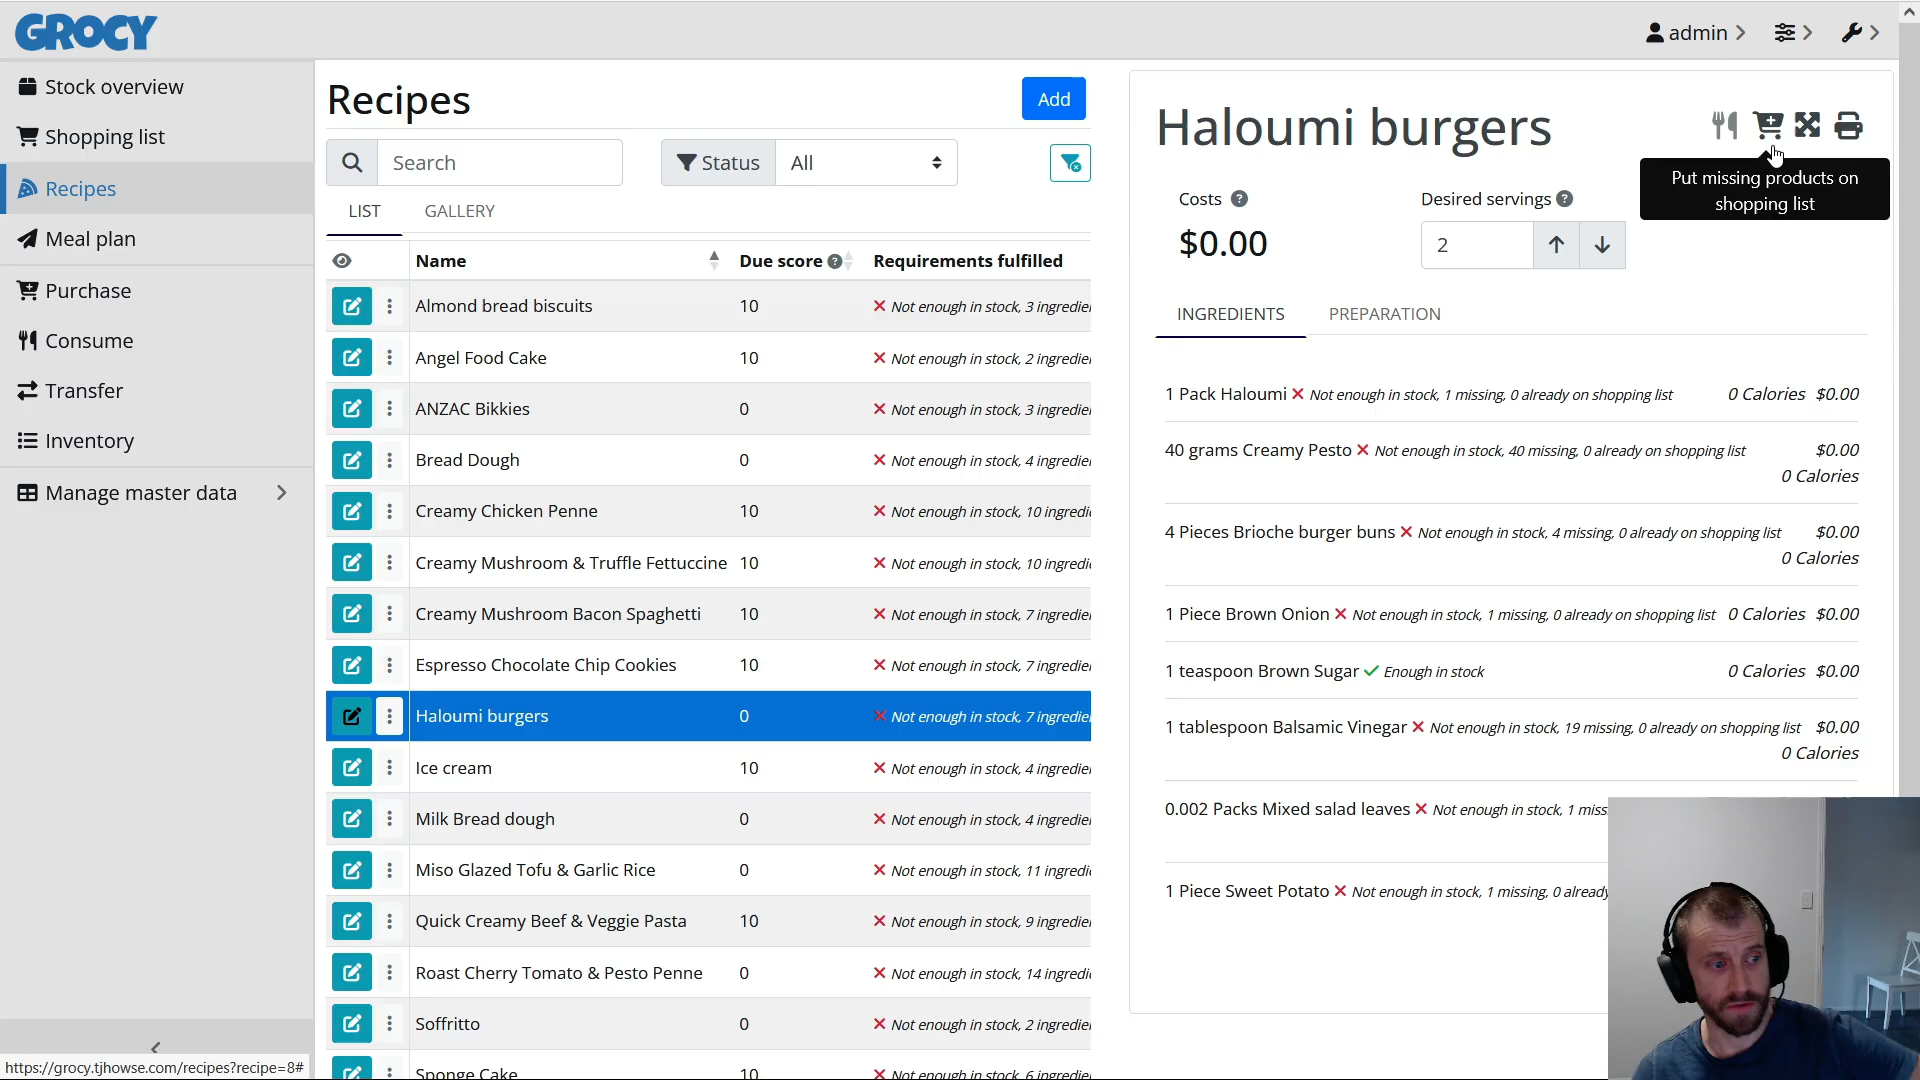 GROCY
admin
Stock overview
Shopping list
Recipes
Meal plan
Purchase
Consume
Transfer
Inventory
Manage master data
https://grocy.tjhowse.com/recipes?recipe=8#
Recipes
Add
Search
Status
All
LIST
GALLERY
Name
Due score
Requirements fulfilled
Almond bread biscuits 10 Not enough in stock, 3
Angel Food Cake 10 Not enough in stock, 2
ANZAC Bikkies 0 Not enough in stock, 3
Bread Dough 0 Not enough in stock, 4
Creamy Chicken Penne 10 Not enough in stock, 10
Creamy Mushroom & Truffle Fettuccine 10 Not enough in stock, 10
Creamy Mushroom Bacon Spaghetti 10 Not enough in stock, 7
Espresso Chocolate Chip Cookies 10 Not enough in stock, 7
Haloumi burgers 0 Not enough in stock, 7
Ice cream 10 Not enough in stock, 4
Milk Bread dough 0 Not enough in stock, 4
Miso Glazed Tofu & Garlic Rice 0 Not enough in stock, 11
Quick Creamy Beef & Veggie Pasta 10 Not enough in stock, 9
Roast Cherry Tomato & Pesto Penne 0 Not enough in stock, 14
Soffritto 0 Not enough in stock, 2
Sponge Cake 10 Not enough in stock, 6
Haloumi burgers
Put missing products on
shopping list
Costs
$0.00
Desired servings
2
INGREDIENTS
PREPARATION
1 Pack Haloumi Not enough in stock, 1 missing, 0 already on shopping list 0 Calories $0.00
40 grams Creamy Pesto Not enough in stock, 40 missing, 0 already on shopping list $0.00
0 Calories
4 Pieces Brioche burger buns Not enough in stock, 4 missing, 0 already on shopping list $0.00
0 Calories
1 Piece Brown Onion Not enough in stock, 1 missing, 0 already on shopping list 0 Calories $0.00
1 teaspoon Brown Sugar Enough in stock 0 Calories $0.00
1 tablespoon Balsamic Vinegar Not enough in stock, 19 missing, 0 already on shopping list $0.00
0 Calories
0.002 Packs Mixed salad leaves Not enough in stock, 1
1 Piece Sweet Potato Not enough in stock, 1 missing, 0 already